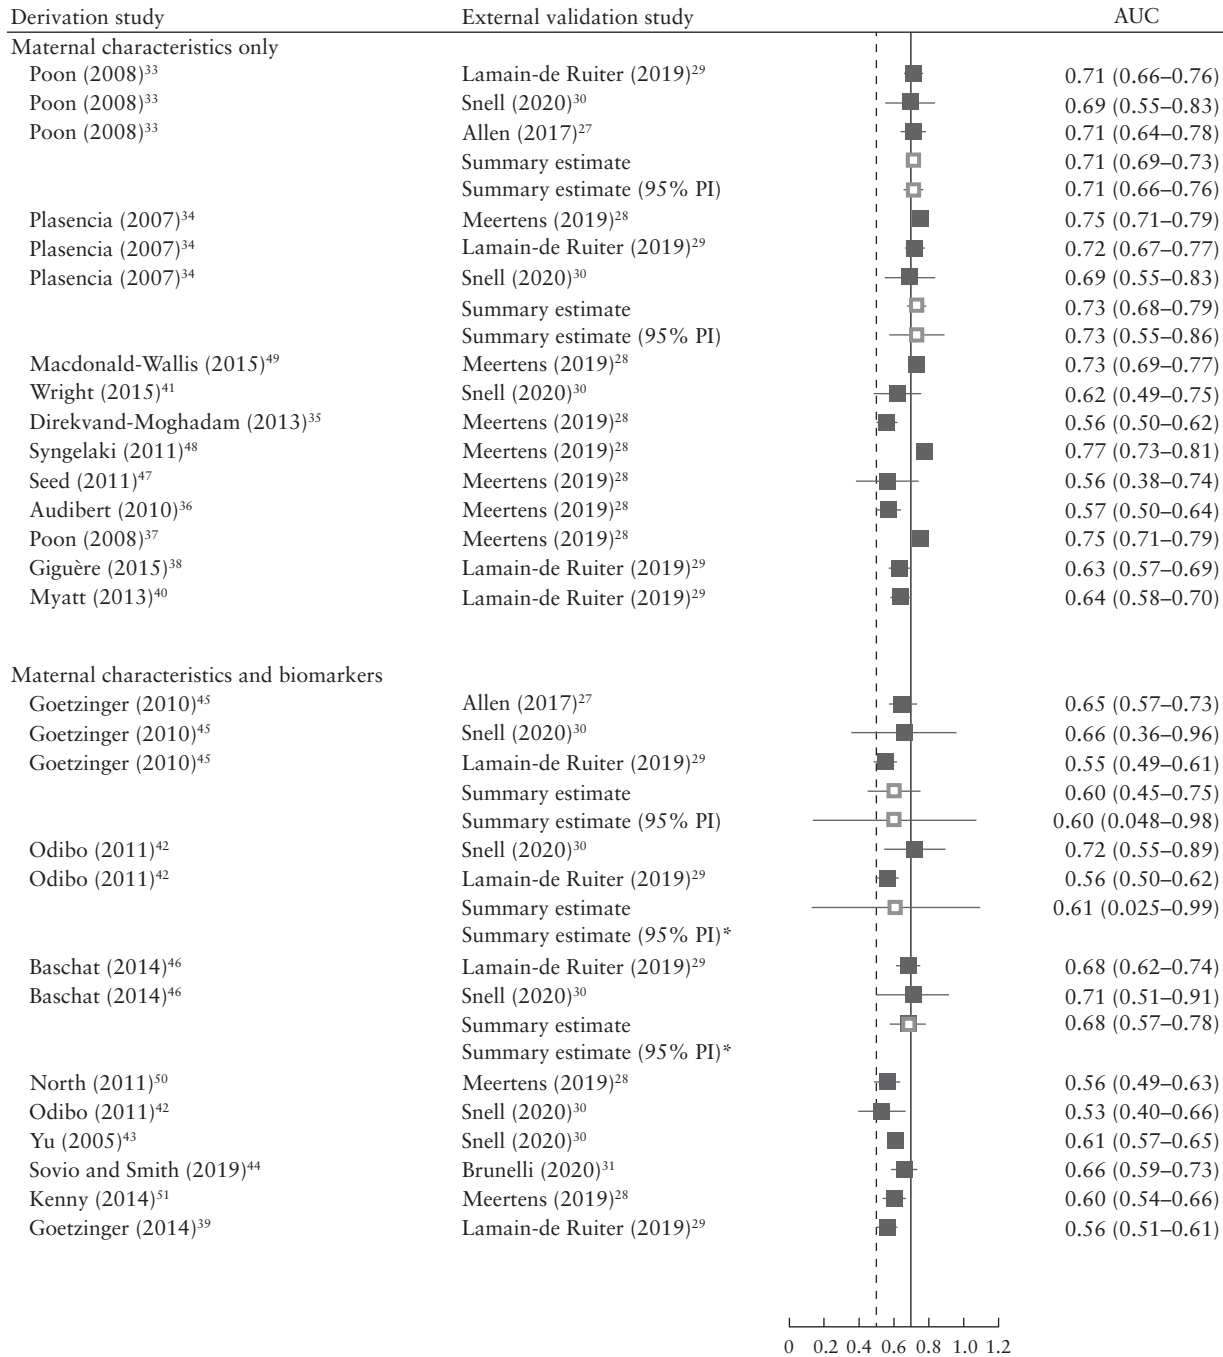 Derivation study External validation study AUC
Maternal characteristics only
Poon (2008)³³ Lamain-de Ruiter (2019)²⁹ 0.71 (0.66–0.76)
Poon (2008)³³ Snell (2020)³⁰ 0.69 (0.55–0.83)
Poon (2008)³³ Allen (2017)²⁷ 0.71 (0.64–0.78)
Summary estimate 0.71 (0.69–0.73)
Summary estimate (95% PI) 0.71 (0.66–0.76)
Plasencia (2007)³⁴ Meertens (2019)²⁸ 0.75 (0.71–0.79)
Plasencia (2007)³⁴ Lamain-de Ruiter (2019)²⁹ 0.72 (0.67–0.77)
Plasencia (2007)³⁴ Snell (2020)³⁰ 0.69 (0.55–0.83)
Summary estimate 0.73 (0.68–0.79)
Summary estimate (95% PI) 0.73 (0.55–0.86)
Macdonald-Wallis (2015)⁴⁹ Meertens (2019)²⁸ 0.73 (0.69–0.77)
Wright (2015)⁴¹ Snell (2020)³⁰ 0.62 (0.49–0.75)
Direkvand-Moghadam (2013)³⁵ Meertens (2019)²⁸ 0.56 (0.50–0.62)
Syngelaki (2011)⁴⁸ Meertens (2019)²⁸ 0.77 (0.73–0.81)
Seed (2011)⁴⁷ Meertens (2019)²⁸ 0.56 (0.38–0.74)
Audibert (2010)³⁶ Meertens (2019)²⁸ 0.57 (0.50–0.64)
Poon (2008)³⁷ Meertens (2019)²⁸ 0.75 (0.71–0.79)
Giguère (2015)³⁸ Lamain-de Ruiter (2019)²⁹ 0.63 (0.57–0.69)
Myatt (2013)⁴⁰ Lamain-de Ruiter (2019)²⁹ 0.64 (0.58–0.70)
Maternal characteristics and biomarkers
Goetzinger (2010)⁴⁵ Allen (2017)²⁷ 0.65 (0.57–0.73)
Goetzinger (2010)⁴⁵ Snell (2020)³⁰ 0.66 (0.36–0.96)
Goetzinger (2010)⁴⁵ Lamain-de Ruiter (2019)²⁹ 0.55 (0.49–0.61)
Summary estimate 0.60 (0.45–0.75)
Summary estimate (95% PI) 0.60 (0.048–0.98)
Odibo (2011)⁴² Snell (2020)³⁰ 0.72 (0.55–0.89)
Odibo (2011)⁴² Lamain-de Ruiter (2019)²⁹ 0.56 (0.50–0.62)
Summary estimate 0.61 (0.025–0.99)
Summary estimate (95% PI)*
Baschat (2014)⁴⁶ Lamain-de Ruiter (2019)²⁹ 0.68 (0.62–0.74)
Baschat (2014)⁴⁶ Snell (2020)³⁰ 0.71 (0.51–0.91)
Summary estimate 0.68 (0.57–0.78)
Summary estimate (95% PI)*
North (2011)⁵⁰ Meertens (2019)²⁸ 0.56 (0.49–0.63)
Odibo (2011)⁴² Snell (2020)³⁰ 0.53 (0.40–0.66)
Yu (2005)⁴³ Snell (2020)³⁰ 0.61 (0.57–0.65)
Sovio and Smith (2019)⁴⁴ Brunelli (2020)³¹ 0.66 (0.59–0.73)
Kenny (2014)⁵¹ Meertens (2019)²⁸ 0.60 (0.54–0.66)
Goetzinger (2014)³⁹ Lamain-de Ruiter (2019)²⁹ 0.56 (0.51–0.61)
0 0.2 0.4 0.6 0.8 1.0 1.2